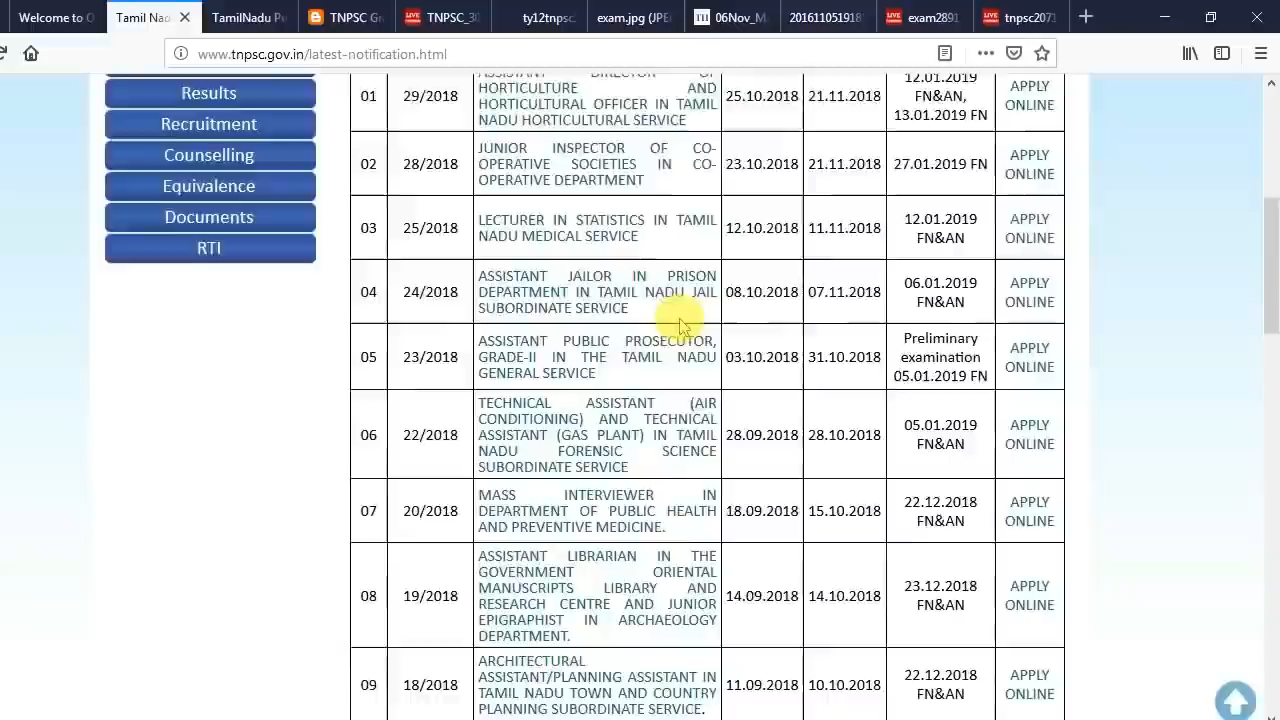 Welcome to O
Tamil Nad
TamilNadu Pu
TNPSC Gr
TNPSC_30
ty12tnpsc
exam.jpg (JPE
06Nov_M
201611051918
exam2891
tnpsc2071
www.tnpsc.gov.in/latest-notification.html
Results
Recruitment
Counselling
Equivalence
Documents
RTI
01 29/2018 ASSISTANT DIRECTOR OF HORTICULTURE AND HORTICULTURAL OFFICER IN TAMIL NADU HORTICULTURAL SERVICE 25.10.2018 21.11.2018 12.01.2019 FN&AN, 13.01.2019 FN APPLY ONLINE
02 28/2018 JUNIOR INSPECTOR OF CO-OPERATIVE SOCIETIES IN CO-OPERATIVE DEPARTMENT 23.10.2018 21.11.2018 27.01.2019 FN APPLY ONLINE
03 25/2018 LECTURER IN STATISTICS IN TAMIL NADU MEDICAL SERVICE 12.10.2018 11.11.2018 12.01.2019 FN&AN APPLY ONLINE
04 24/2018 ASSISTANT JAILOR IN PRISON DEPARTMENT IN TAMIL NADU JAIL SUBORDINATE SERVICE 08.10.2018 07.11.2018 06.01.2019 FN&AN APPLY ONLINE
05 23/2018 ASSISTANT PUBLIC PROSECUTOR, GRADE-II IN THE TAMIL NADU GENERAL SERVICE 03.10.2018 31.10.2018 Preliminary examination 05.01.2019 FN APPLY ONLINE
06 22/2018 TECHNICAL ASSISTANT (AIR CONDITIONING) AND TECHNICAL ASSISTANT (GAS PLANT) IN TAMIL NADU FORENSIC SCIENCE SUBORDINATE SERVICE 28.09.2018 28.10.2018 05.01.2019 FN&AN APPLY ONLINE
07 20/2018 MASS INTERVIEWER IN DEPARTMENT OF PUBLIC HEALTH AND PREVENTIVE MEDICINE. 18.09.2018 15.10.2018 22.12.2018 FN&AN APPLY ONLINE
08 19/2018 ASSISTANT LIBRARIAN IN THE GOVERNMENT ORIENTAL MANUSCRIPTS LIBRARY AND RESEARCH CENTRE AND JUNIOR EPIGRAPHIST IN ARCHAEOLOGY DEPARTMENT. 14.09.2018 14.10.2018 23.12.2018 FN&AN APPLY ONLINE
09 18/2018 ARCHITECTURAL ASSISTANT/PLANNING ASSISTANT IN TAMIL NADU TOWN AND COUNTRY PLANNING SUBORDINATE SERVICE. 11.09.2018 10.10.2018 22.12.2018 FN&AN APPLY ONLINE